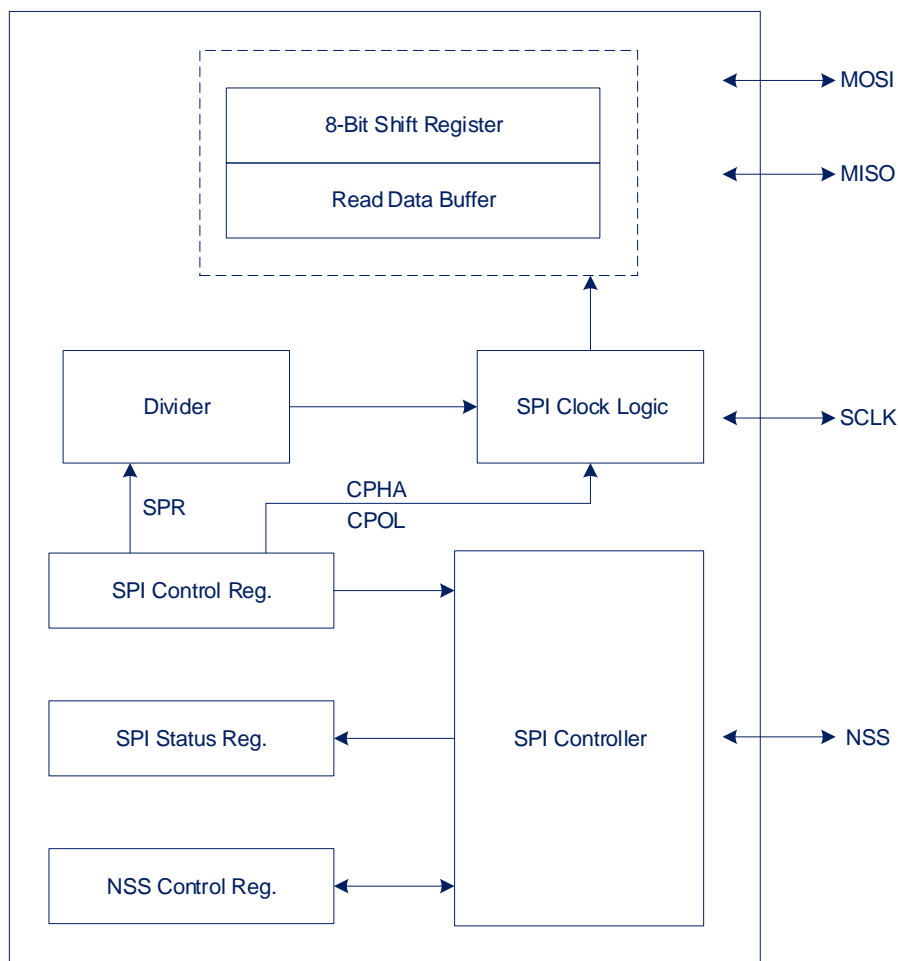 MOSI
8-Bit Shift Register
MISO
Read Data Buffer
Divider
SPI Clock Logic
SCLK
CPHA
SPR
CPOL
SPI Control Reg.
SPI Status Reg.
SPI Controller
NSS
NSS Control Reg.